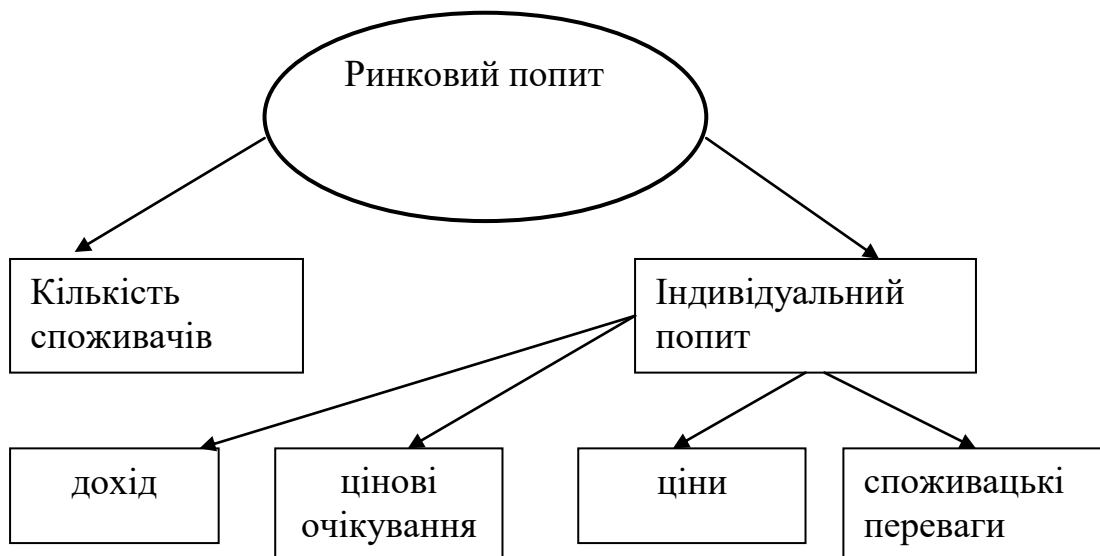 Ринковий попит
Кількість
споживачів
Індивідуальний
попит
дохід
цінові
очікування
ціни
споживацькі
переваги